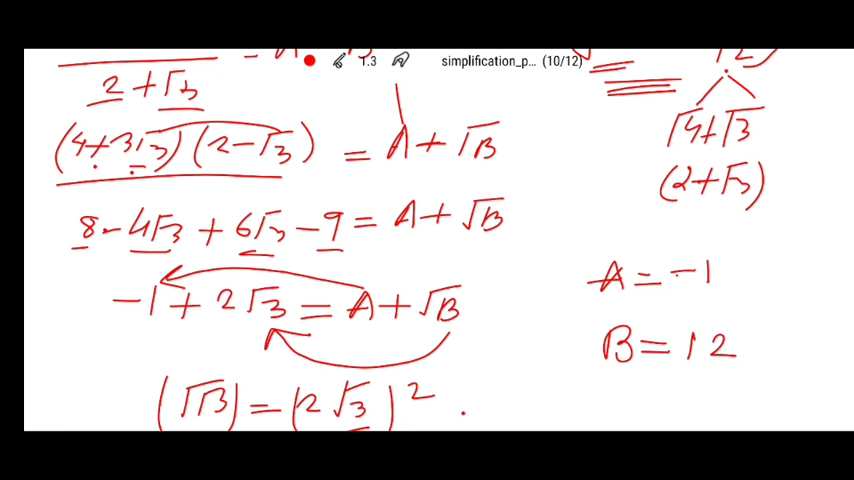 1.3 simplification_p... (10/12)
2 + √3
(4+3√3)(2-√3) = A+√B
8-4√3 + 6√3 -9 = A+√B
-1 + 2√3 = A+√B
(√B) = (2√3)²
√4+√3
(2+√3)
A = -1
B = 12